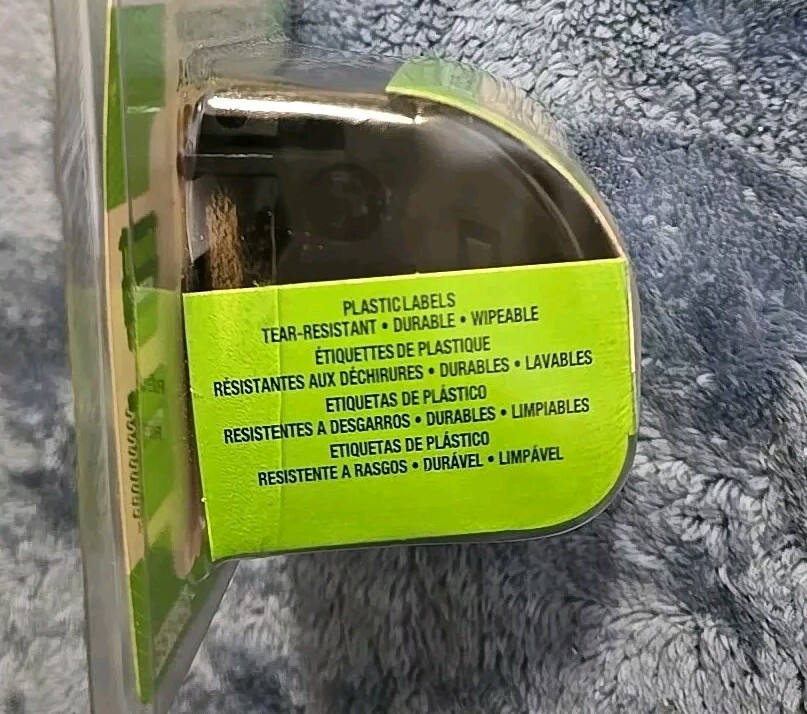 PLASTIC LABELS
TEAR-RESISTANT • DURABLE • WIPEABLE
ÉTIQUETTES DE PLASTIQUE
RÉSISTANTES AUX DÉCHIRURES • DURABLES • LAVABLES
ETIQUETAS DE PLÁSTICO
RESISTENTES A DESGARROS • DURABLES • LIMPIABLES
ETIQUETAS DE PLÁSTICO
RESISTENTE A RASGOS • DURÁVEL • LIMPÁVEL